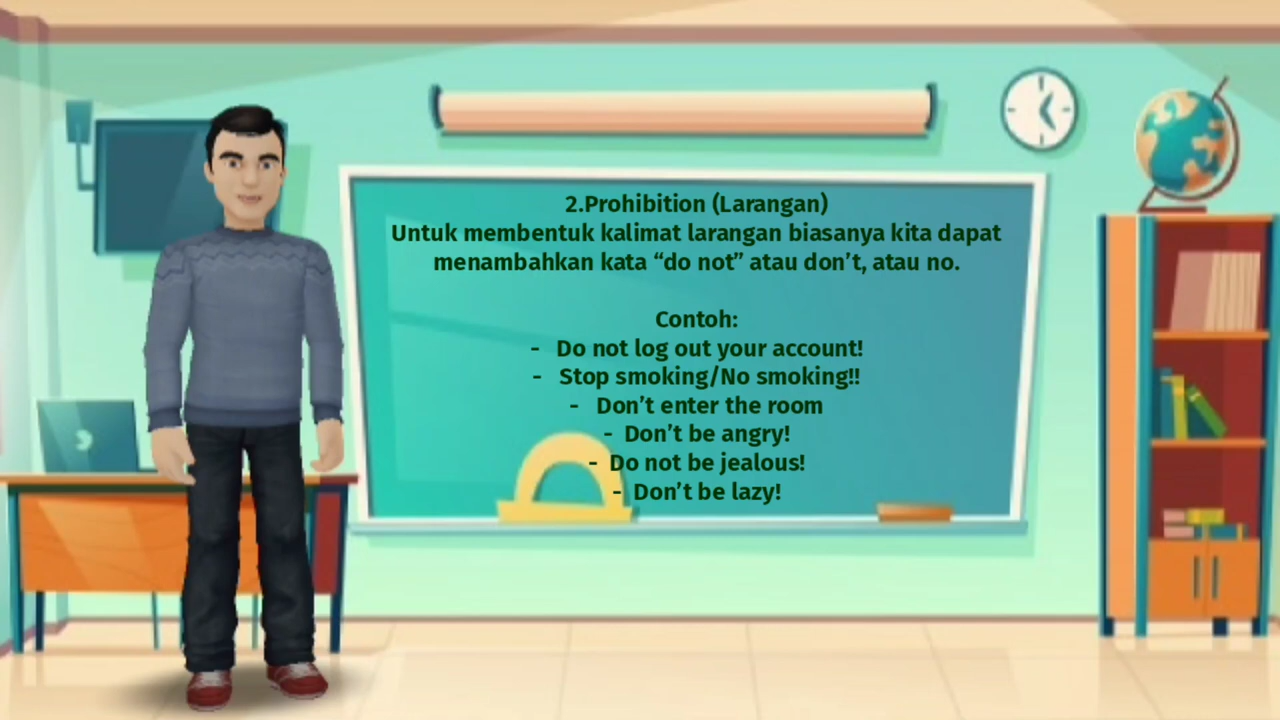 2.Prohibition (Larangan)
Untuk membentuk kalimat larangan biasanya kita dapat
menambahkan kata “do not” atau don’t, atau no.
Contoh:
- Do not log out your account!
- Stop smoking/No smoking!!
- Don’t enter the room
- Don’t be angry!
- Do not be jealous!
- Don’t be lazy!